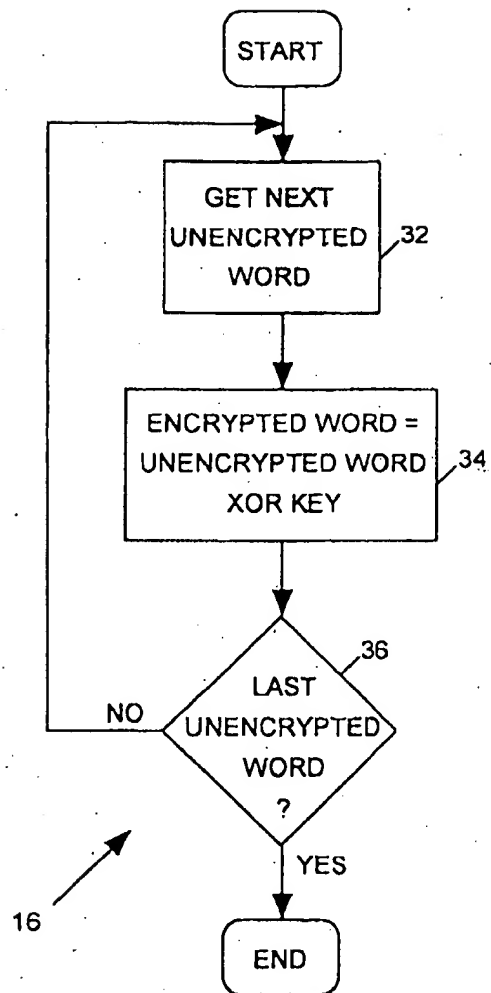 START
GET NEXT
UNENCRYPTED
WORD
32
ENCRYPTED WORD =
UNENCRYPTED WORD
XOR KEY
34
36
LAST
UNENCRYPTED
WORD
?
NO
YES
16
END